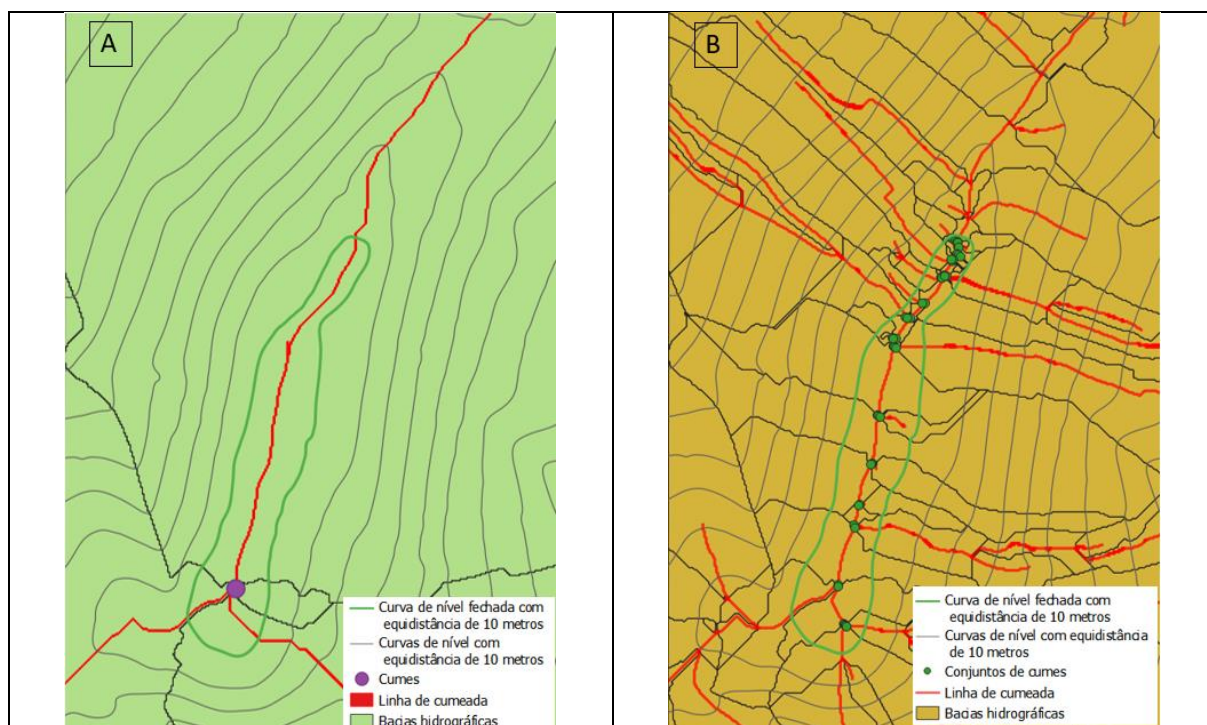 A
Curva de nível fechada com
equidistância de 10 metros
Curvas de nível com
equidistância de 10 metros
Cumes
Linha de cumeada
Bacias hidrográficas
B
Curva de nível fechada com
equidistância de 10 metros
Curvas de nível com equidistância
de 10 metros
Conjuntos de cumes
Linha de cumeada
Bacias hidrográficas